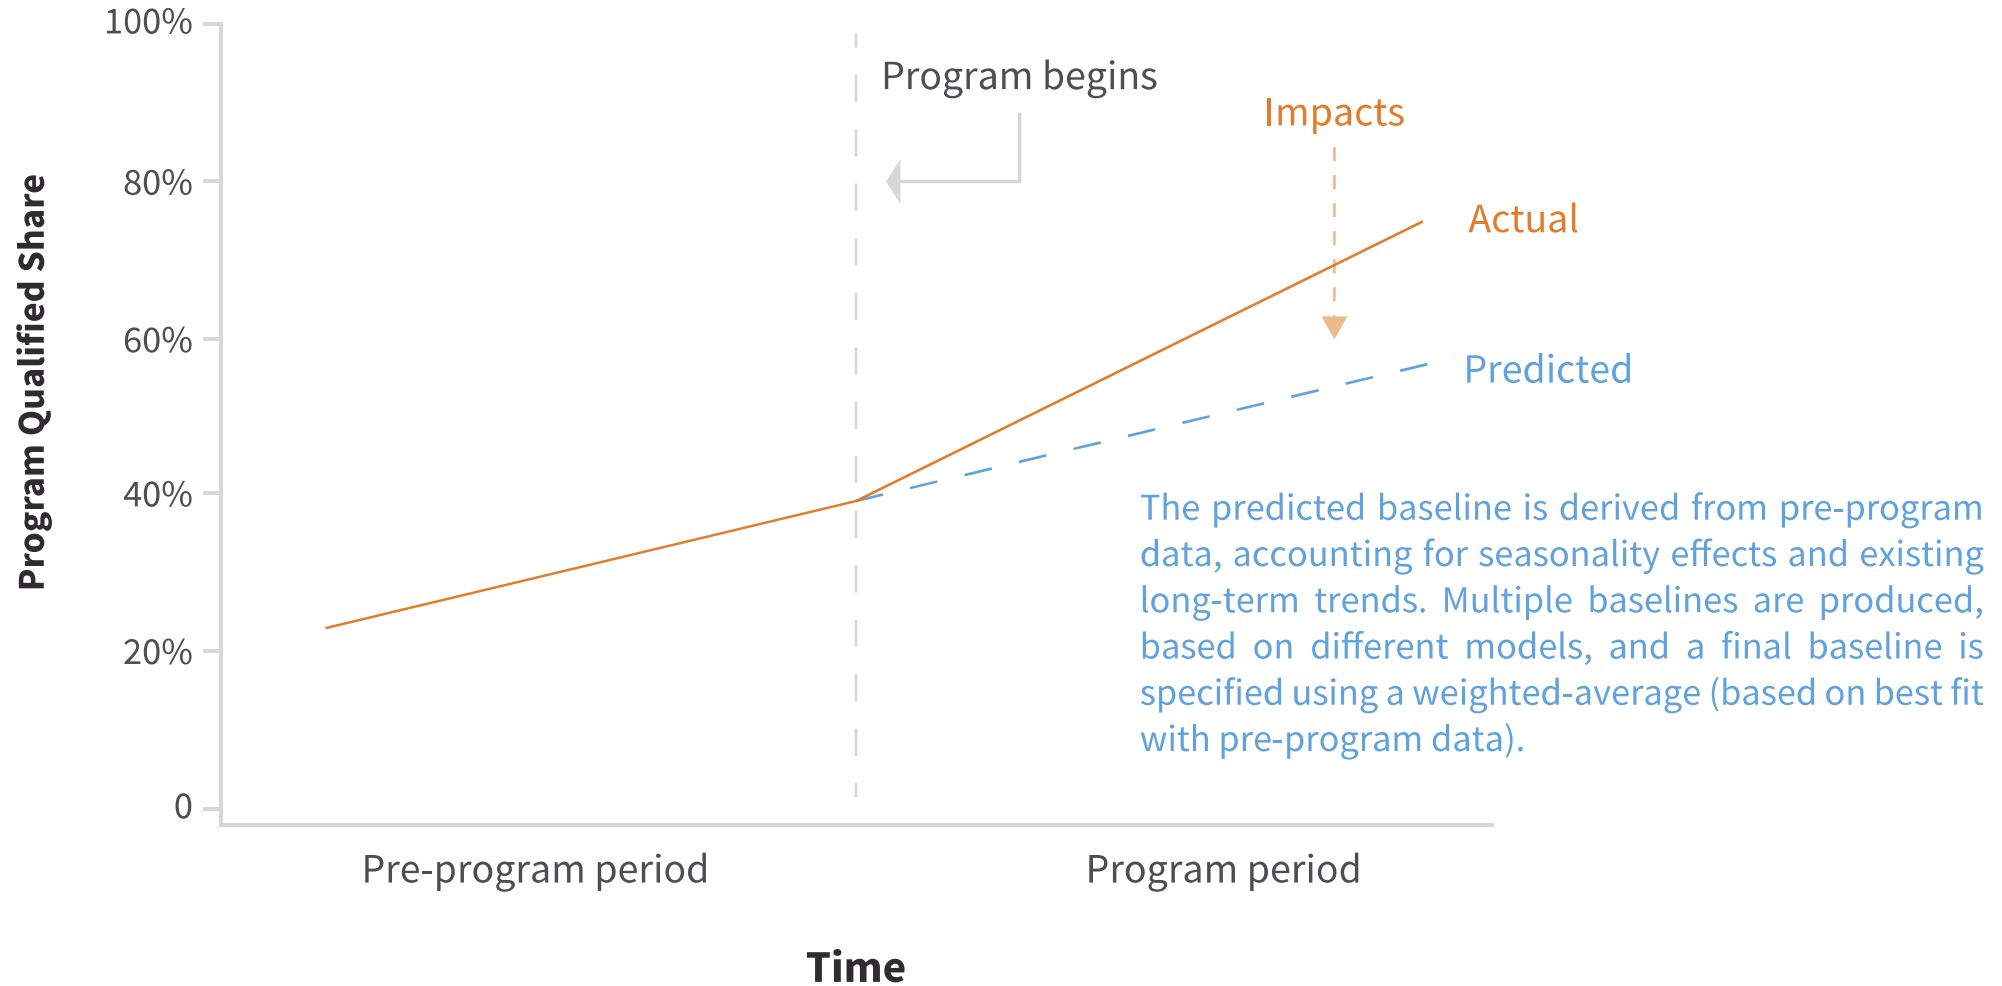 100%
80%
60%
40%
20%
0
Program Qualified Share
Program begins
Impacts
Actual
Predicted
The predicted baseline is derived from pre-program
data, accounting for seasonality effects and existing
long-term trends. Multiple baselines are produced,
based on different models, and a final baseline is
specified using a weighted-average (based on best fit
with pre-program data).
Pre-program period
Program period
Time